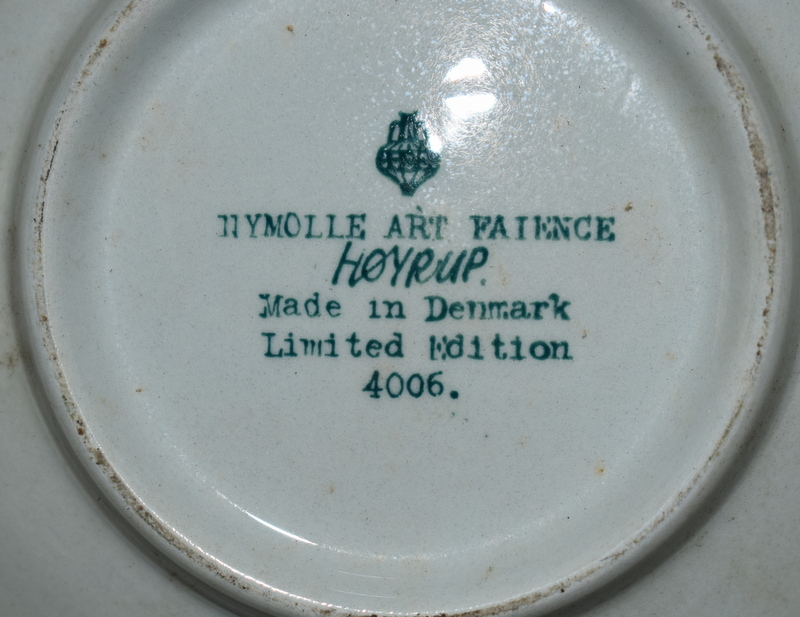 NYMOLLE ART FAIENCE
HØYRUP.
Made in Denmark
Limited Edition
4006.